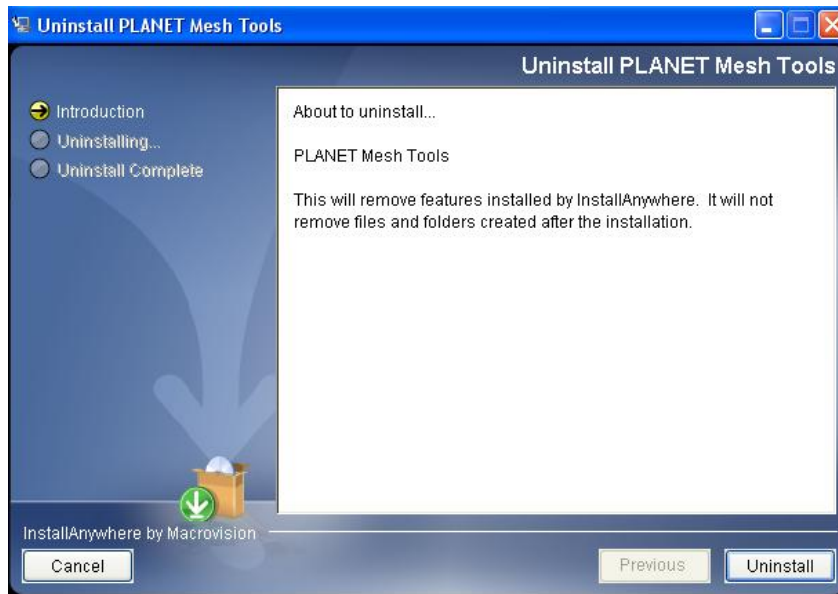 Uninstall PLANET Mesh Tools
Uninstall PLANET Mesh Tools
Introduction
Uninstalling...
Uninstall Complete
About to uninstall...
PLANET Mesh Tools
This will remove features installed by InstallAnywhere. It will not
remove files and folders created after the installation.
InstallAnywhere by Macrovision
Cancel
Previous
Uninstall